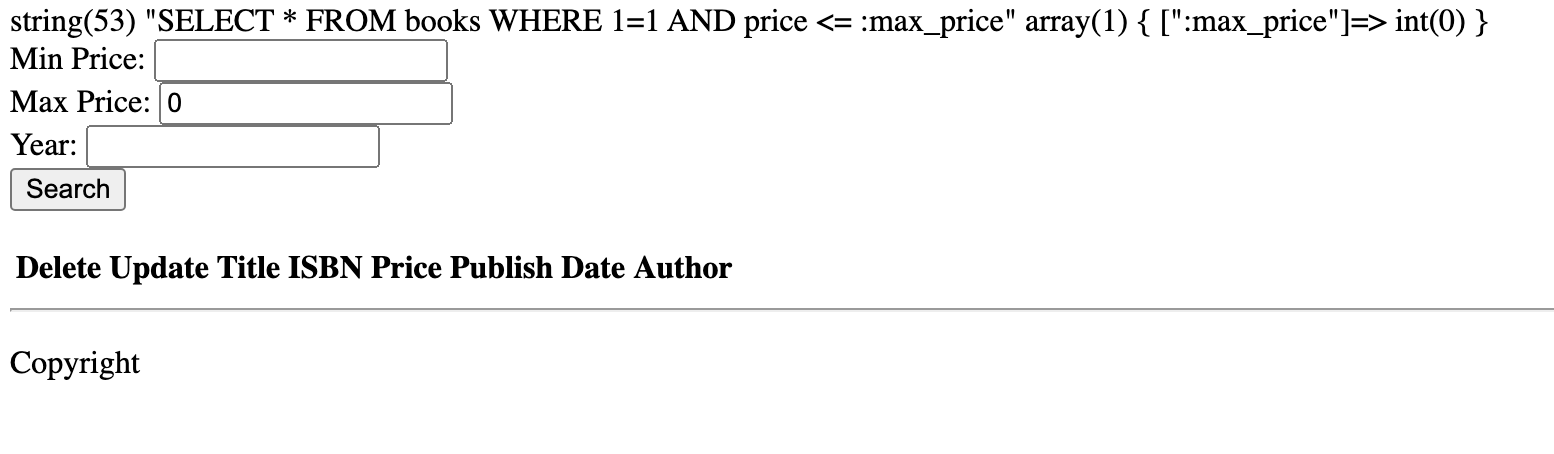 string(53) "SELECT * FROM books WHERE 1=1 AND price <= :max_price" array(1) { [":max_price"]=> int(0) }
Min Price:
Max Price: 0
Year:
Search
Delete Update Title ISBN Price Publish Date Author
Copyright